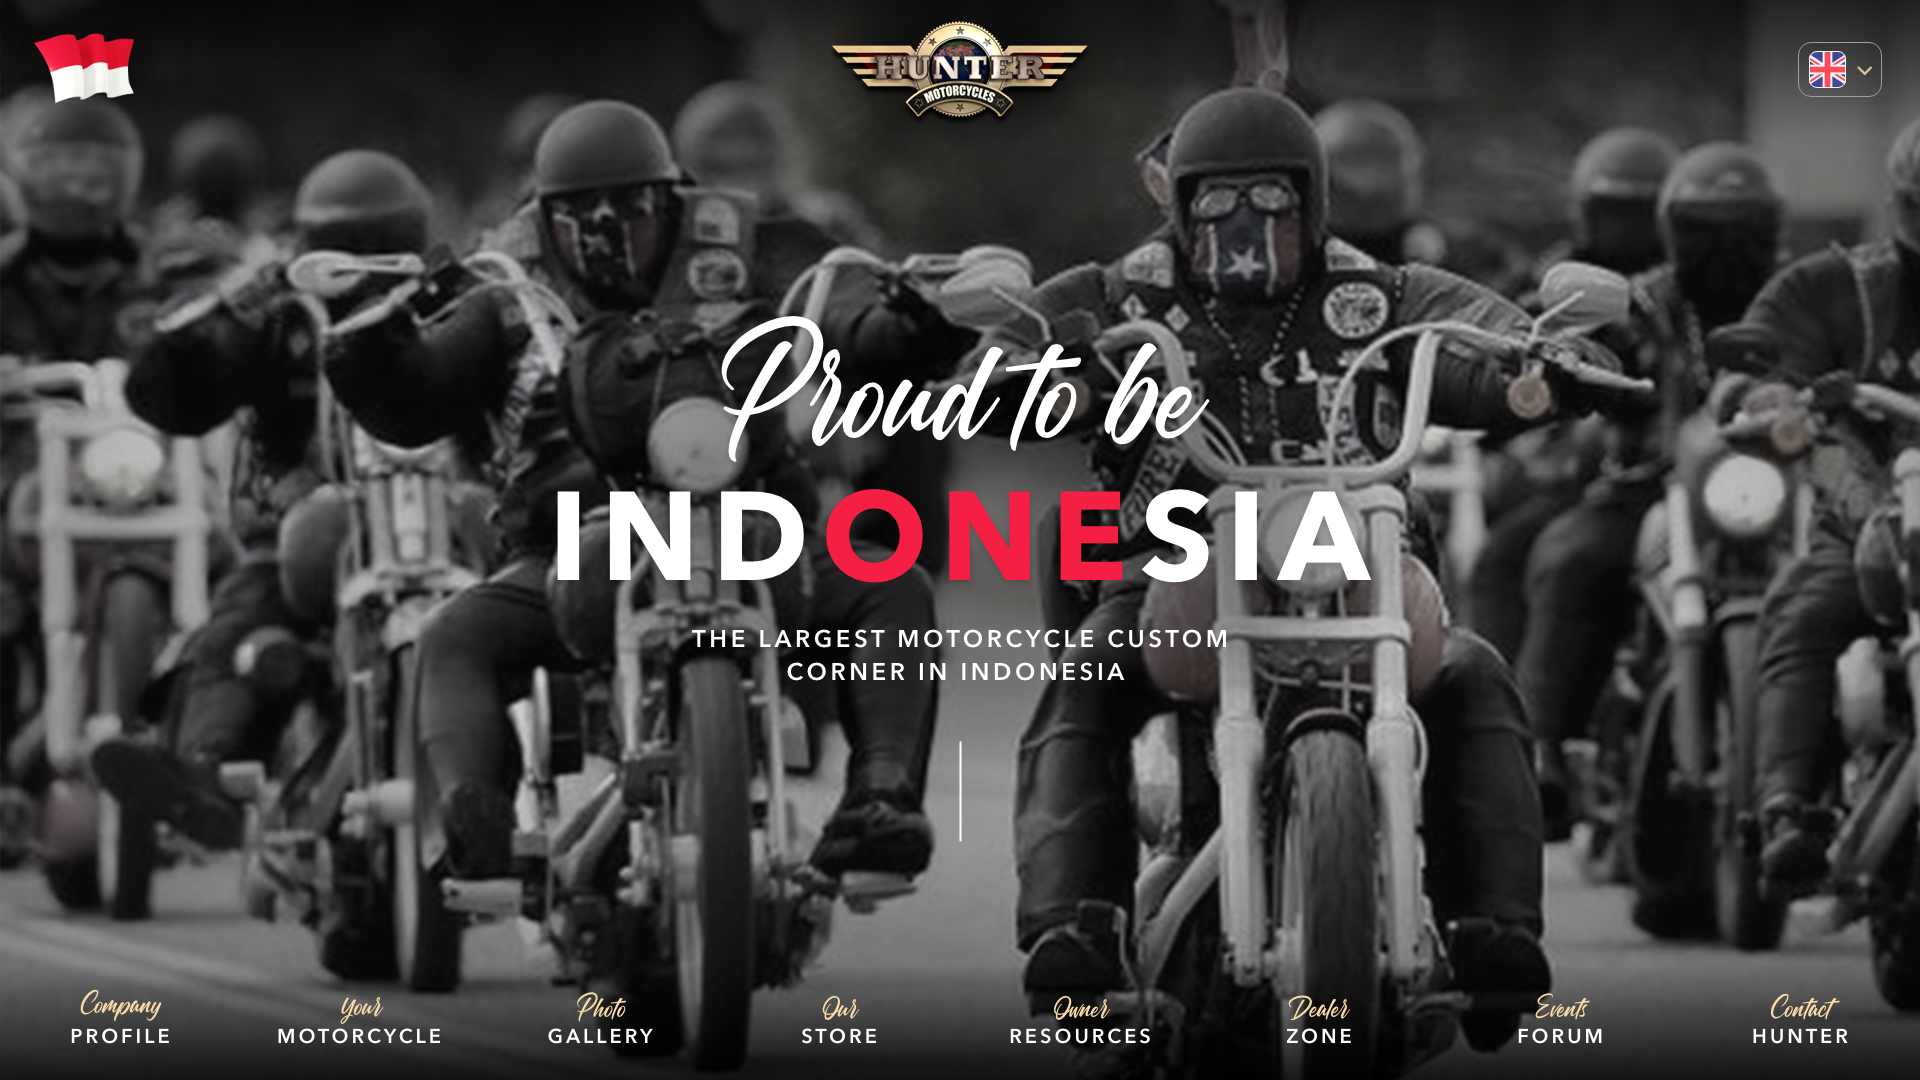 HUNTER
MOTORCYCLES
Proud to be
INDONESIA
THE LARGEST MOTORCYCLE CUSTOM
CORNER IN INDONESIA
Company
PROFILE
Your
MOTORCYCLE
Photo
GALLERY
Our
STORE
Owner
RESOURCES
Dealer
ZONE
Events
FORUM
Contact
HUNTER